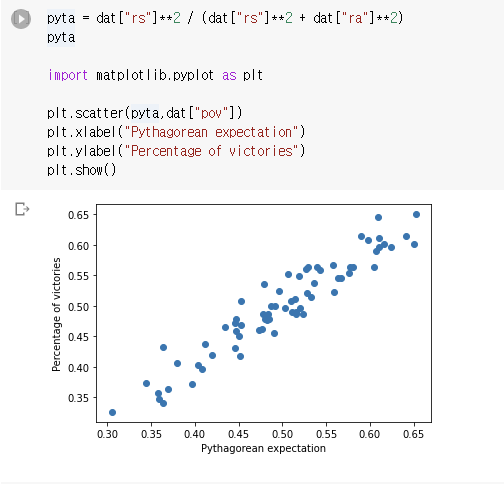 pyta = dat["rs"]**2 / (dat["rs"]**2 + dat["ra"]**2)
pyta
import matplotlib.pyplot as plt
plt.scatter(pyta,dat["pov"])
plt.xlabel("Pythagorean expectation")
plt.ylabel("Percentage of victories")
plt.show()
Percentage of victories
0.65
0.60
0.55
0.50
0.45
0.40
0.35
0.30 0.35 0.40 0.45 0.50 0.55 0.60 0.65
Pythagorean expectation